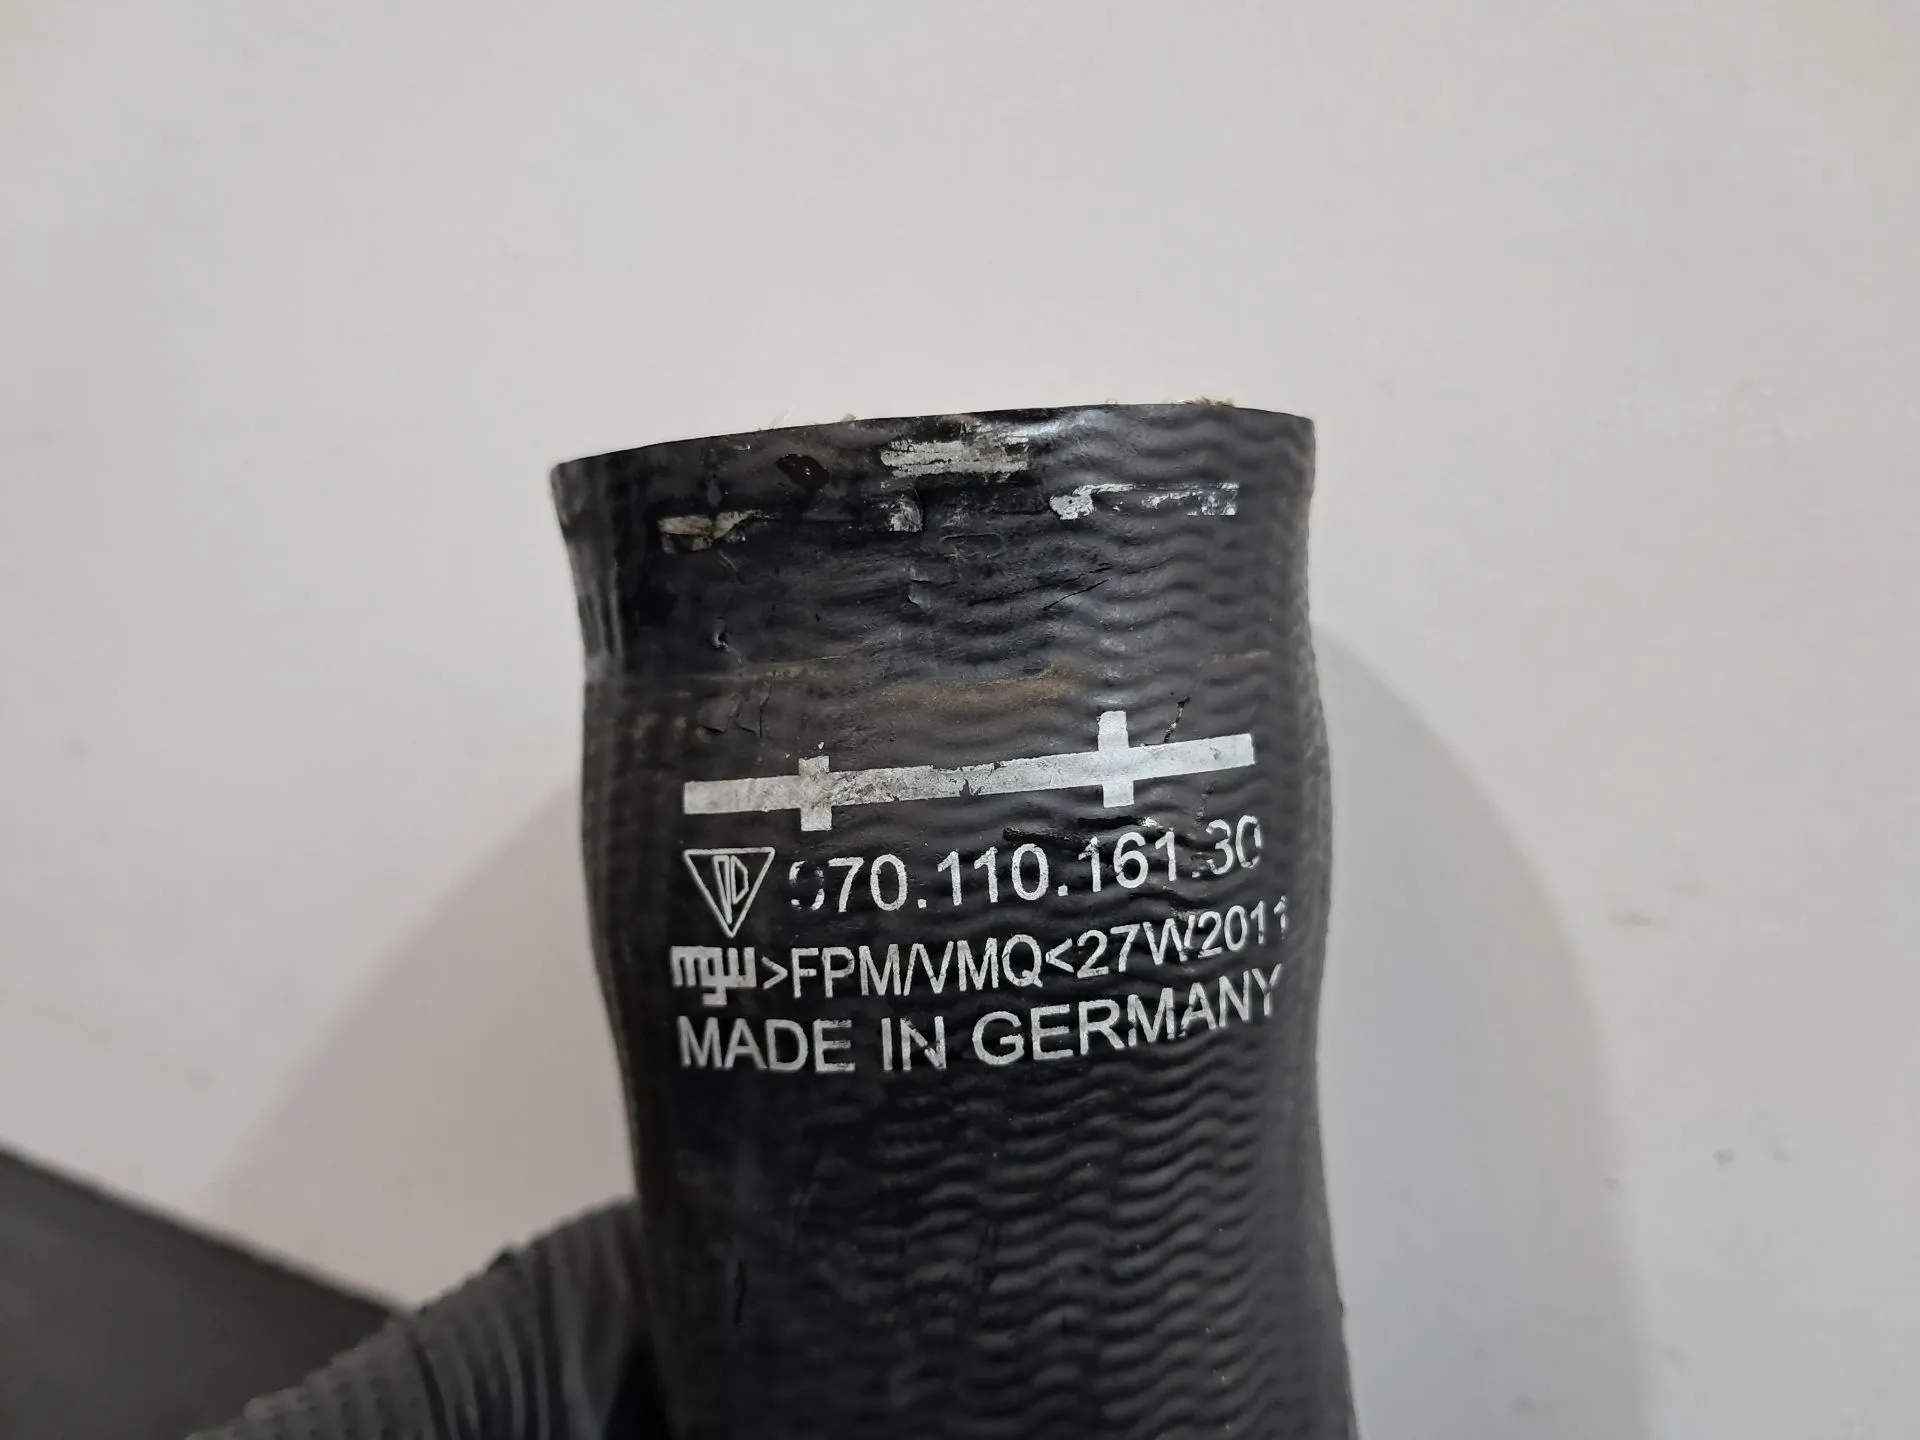 970.110.161.30
>FPM/VMQ<27W2011
MADE IN GERMANY